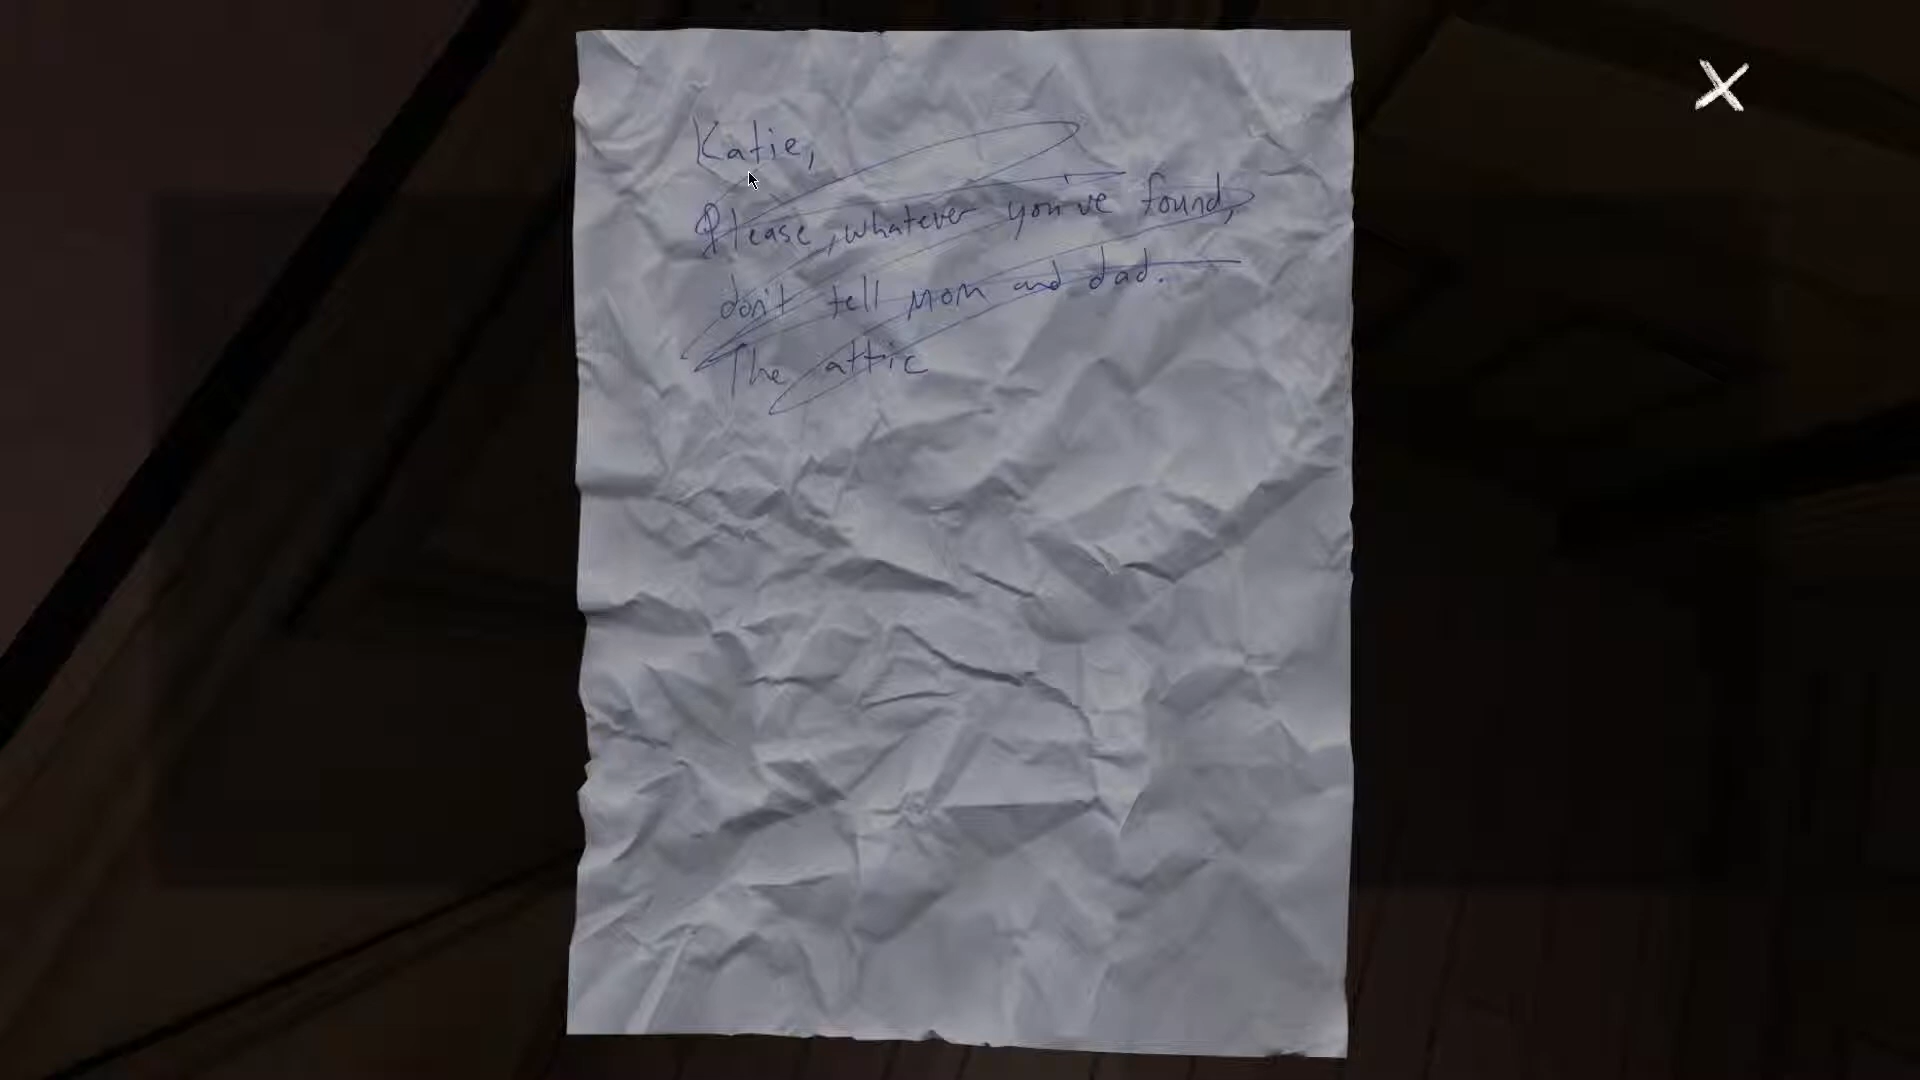 Katie,
Please, whatever you've found,
don't tell Mom and dad.
The attic